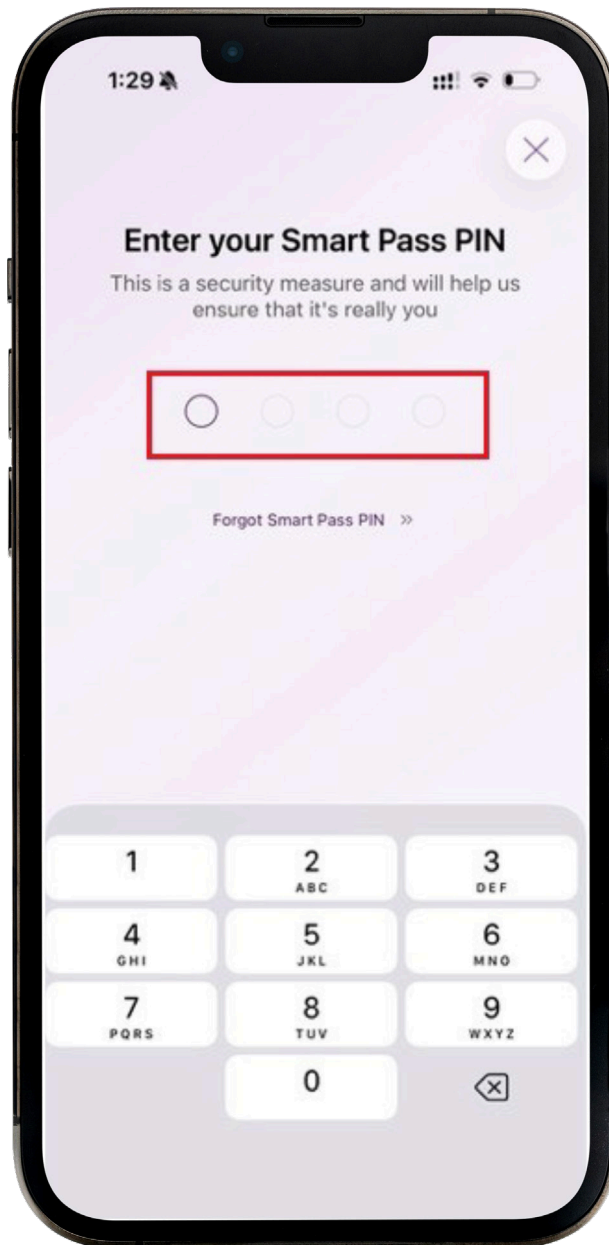 1:29
Enter your Smart Pass PIN
This is a security measure and will help us
ensure that it's really you
Forgot Smart Pass PIN »
1 2 3
ABC DEF
4 5 6
GHI JKL MNO
7 8 9
PQRS TUV WXYZ
0